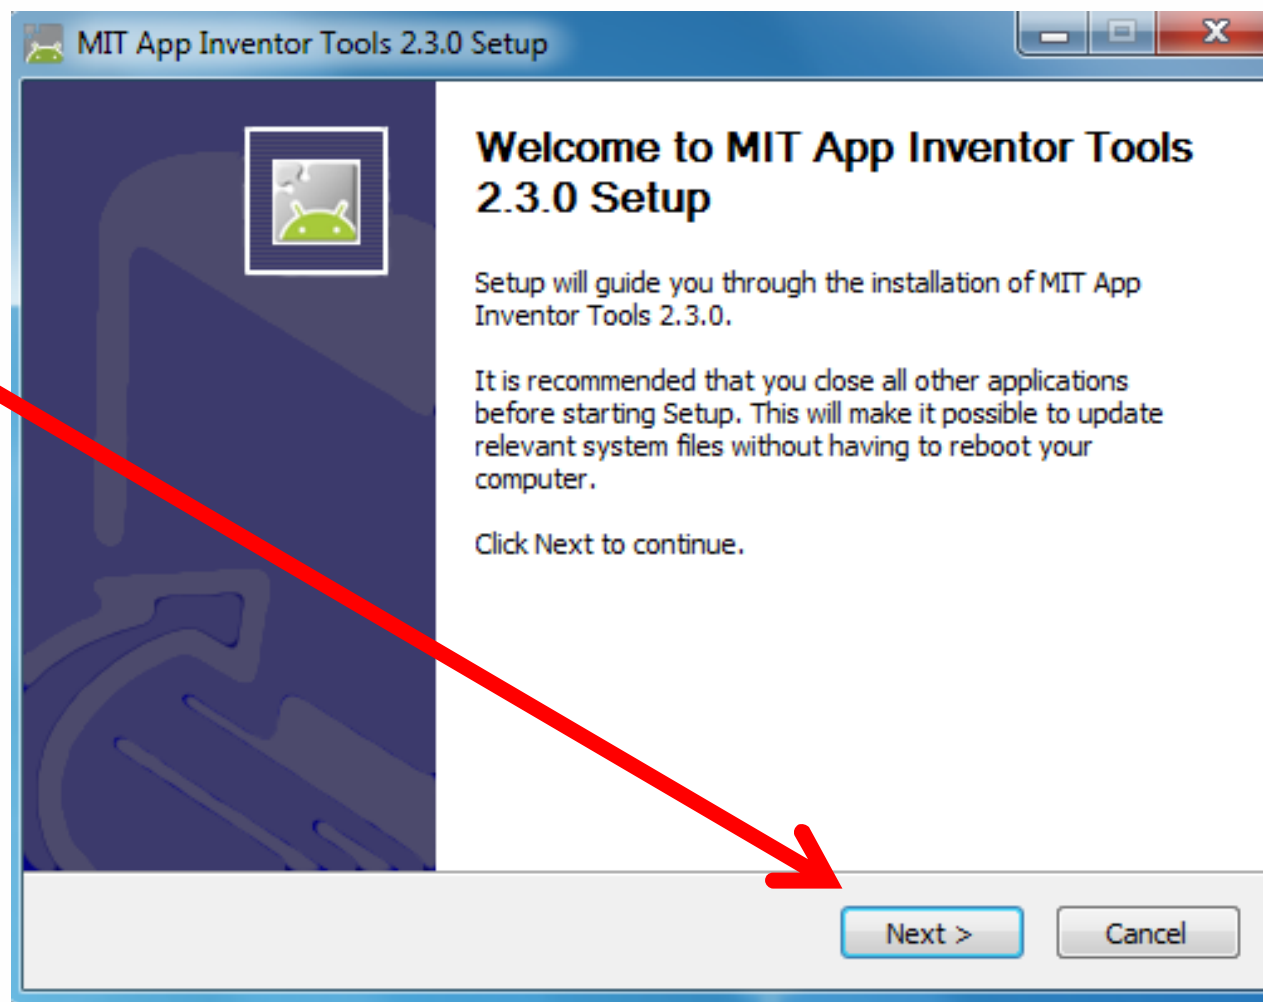 MIT App Inventor Tools 2.3.0 Setup
Welcome to MIT App Inventor Tools
2.3.0 Setup
Setup will guide you through the installation of MIT App
Inventor Tools 2.3.0.
It is recommended that you close all other applications
before starting Setup. This will make it possible to update
relevant system files without having to reboot your
computer.
Click Next to continue.
Next >
Cancel